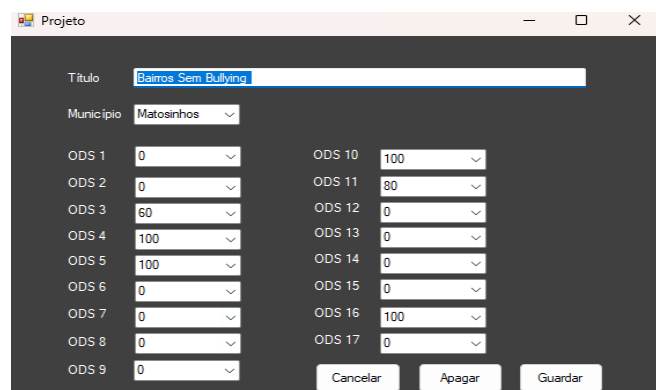 Projeto
Título Bairros Sem Bullying
Município Matosinhos
ODS 1 0
ODS 2 0
ODS 3 60
ODS 4 100
ODS 5 100
ODS 6 0
ODS 7 0
ODS 8 0
ODS 9 0
ODS 10 100
ODS 11 80
ODS 12 0
ODS 13 0
ODS 14 0
ODS 15 0
ODS 16 100
ODS 17 0
Cancelar Apagar Guardar